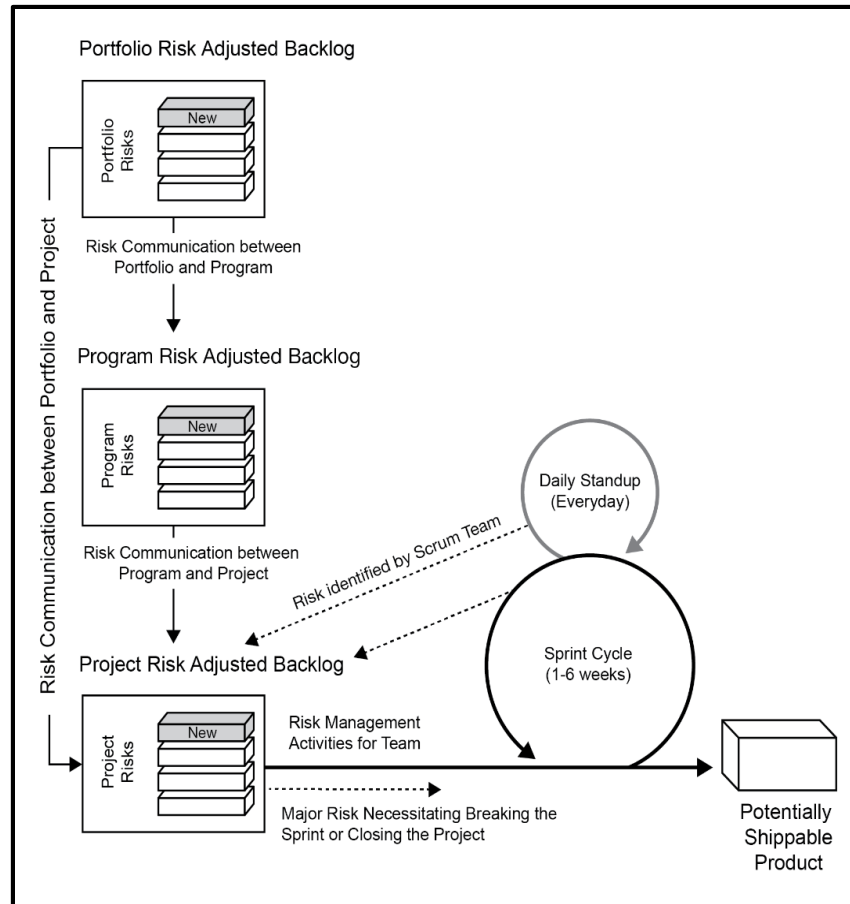 Portfolio Risk Adjusted Backlog
New
Portfolio
Risks
Risk Communication between
Portfolio and Program
Risk Communication between Portfolio and Project
Program Risk Adjusted Backlog
New
Program
Risks
Daily Standup
(Everyday)
Risk Communication between
Program and Project
Risk identified by Scrum Team
Sprint Cycle
(1-6 weeks)
Project Risk Adjusted Backlog
New
Project
Risks
Risk Management
Activities for Team
Major Risk Necessitating Breaking the
Sprint or Closing the Project
Potentially
Shippable
Product